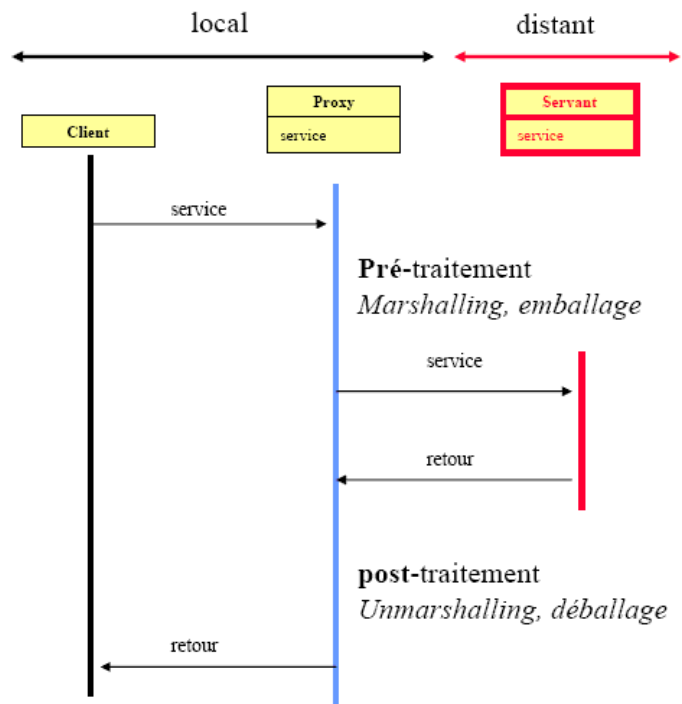 local
distant
Proxy
Servant
Client
service
service
service
Pré-traitement
Marshalling, emballage
service
retour
post-traitement
Unmarshalling, déballage
retour